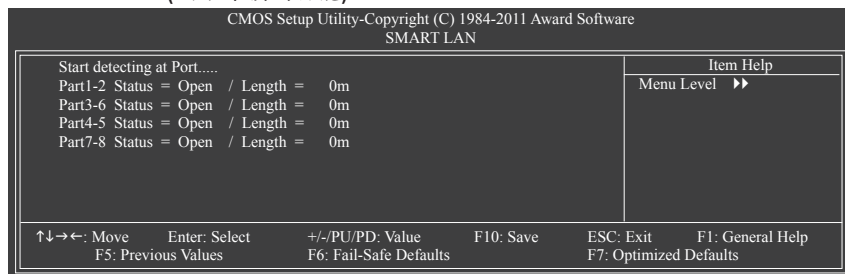 CMOS Setup Utility-Copyright (C) 1984-2011 Award Software
SMART LAN
Start detecting at Port.....
Part1-2 Status = Open / Length = 0m
Part3-6 Status = Open / Length = 0m
Part4-5 Status = Open / Length = 0m
Part7-8 Status = Open / Length = 0m
Item Help
Menu Level ▶▶
↑↓→←: Move Enter: Select +/-/PU/PD: Value F10: Save ESC: Exit F1: General Help
F5: Previous Values F6: Fail-Safe Defaults F7: Optimized Defaults